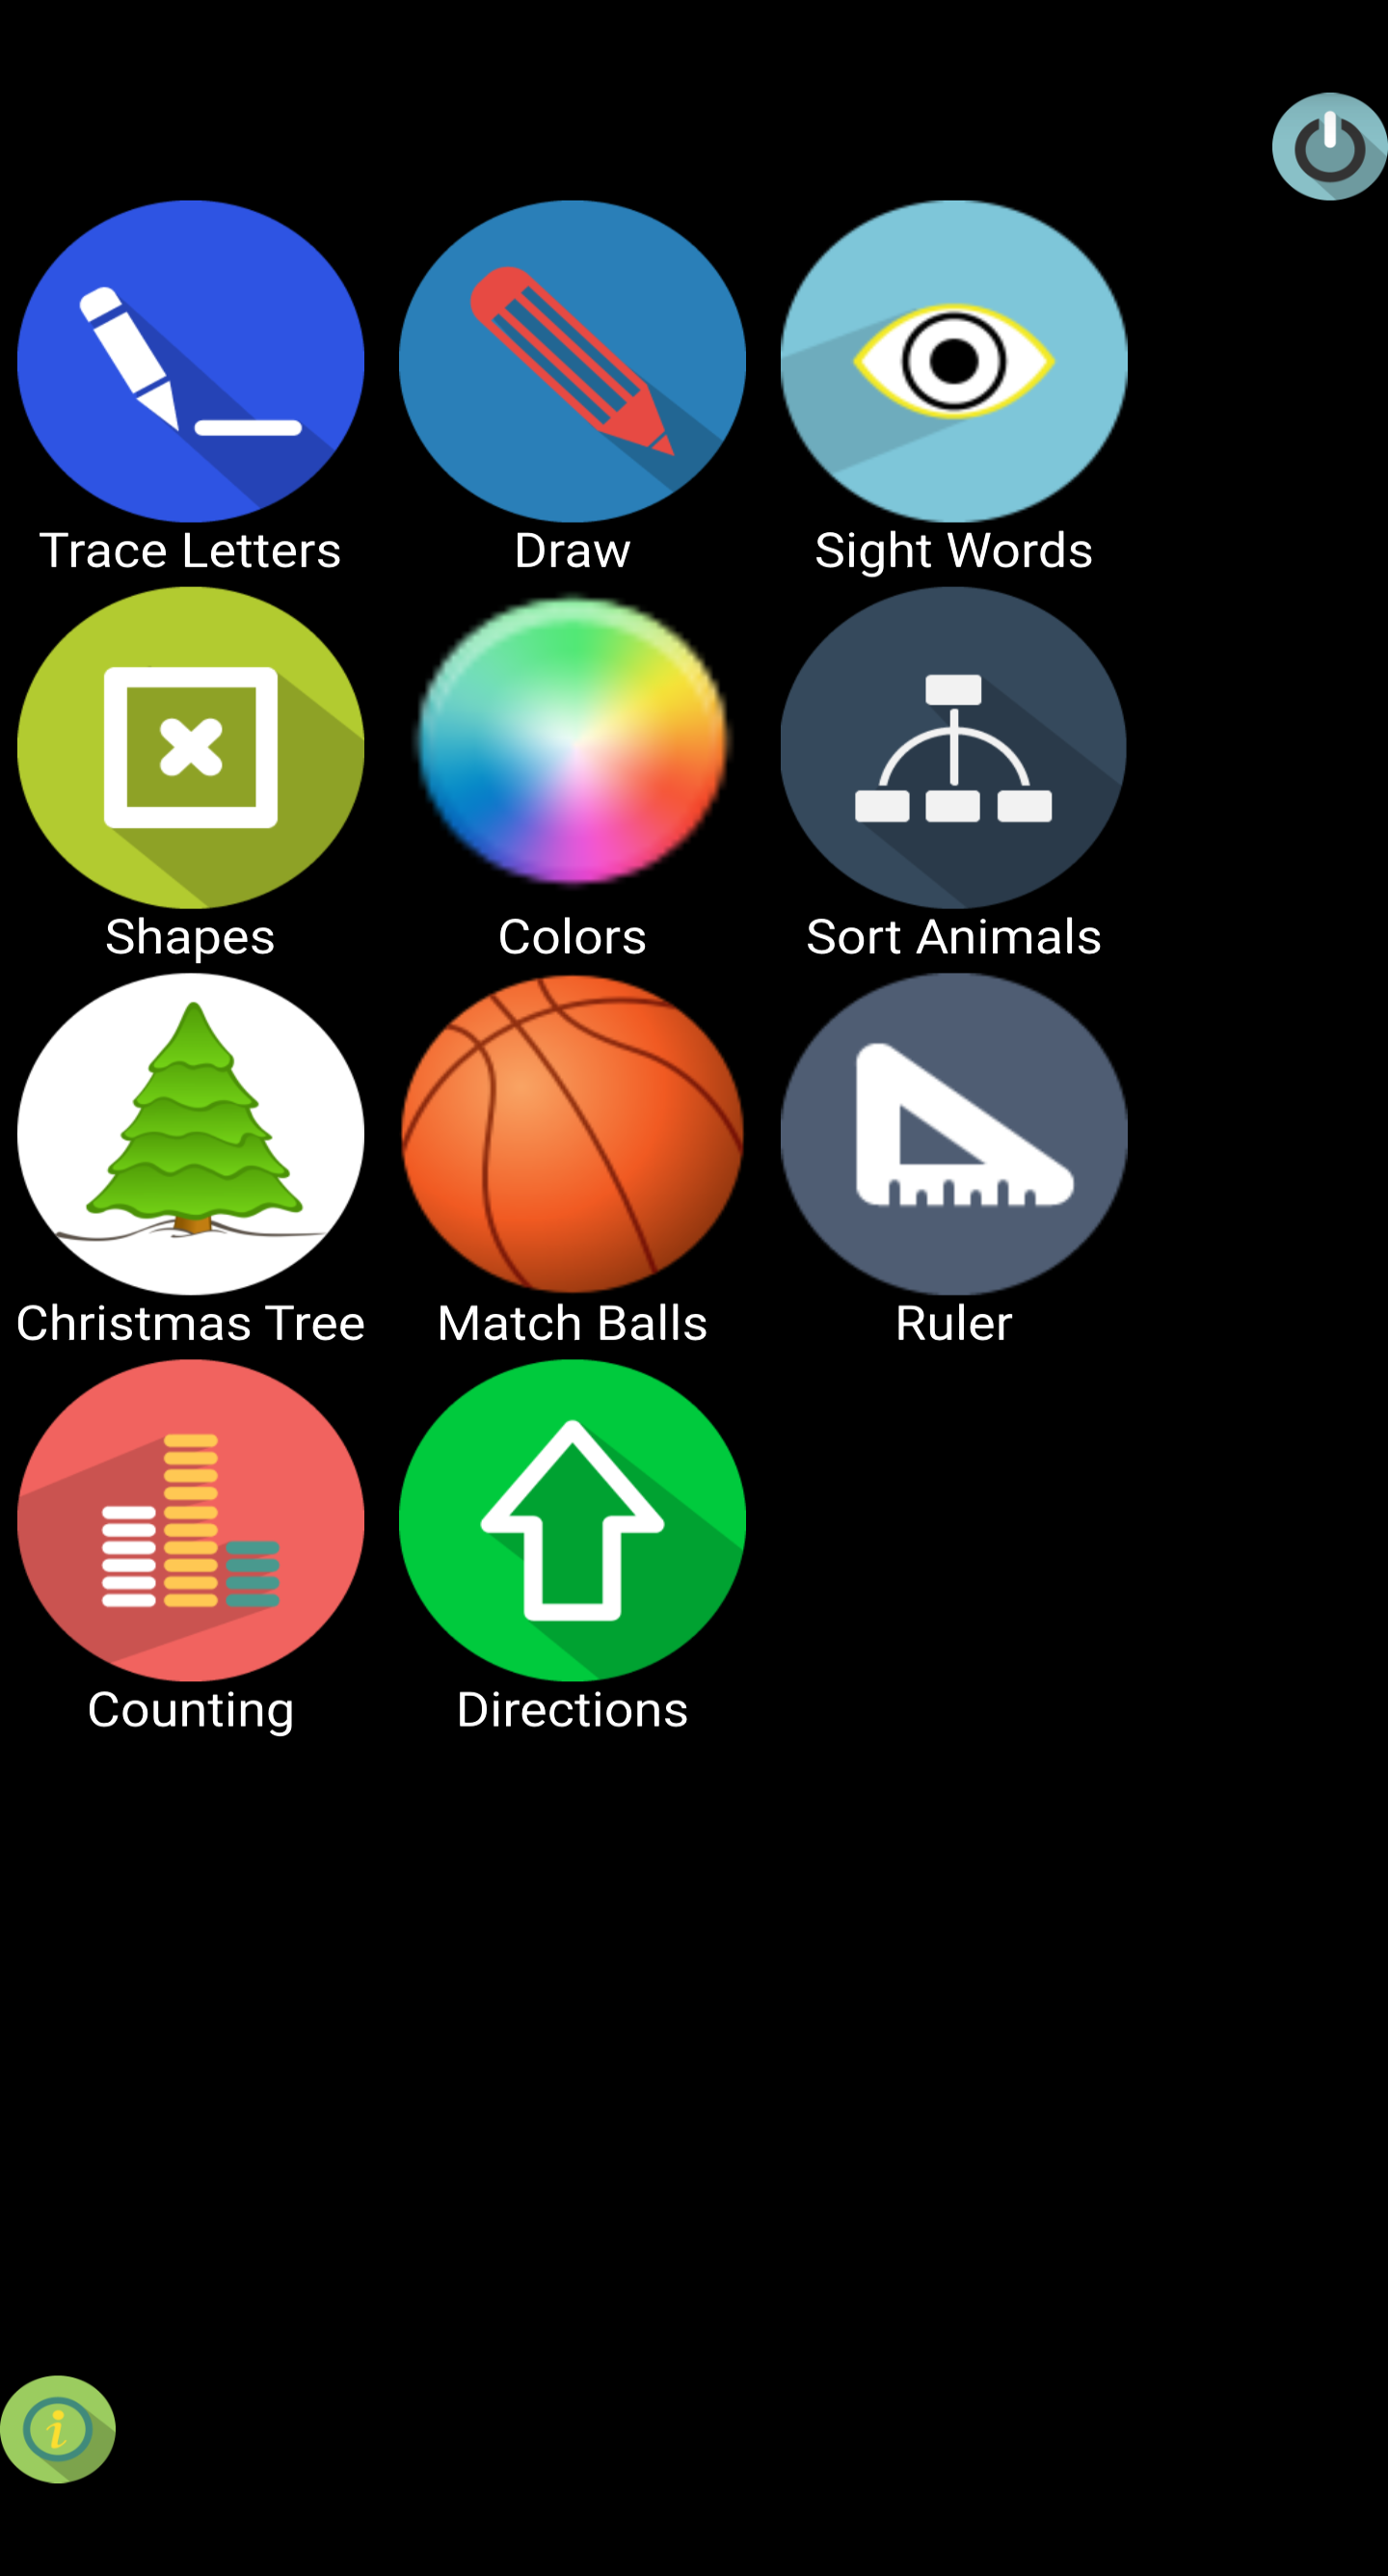 Trace Letters
Draw
Sight Words
Shapes
Colors
Sort Animals
Christmas Tree
Match Balls
Ruler
Counting
Directions
i